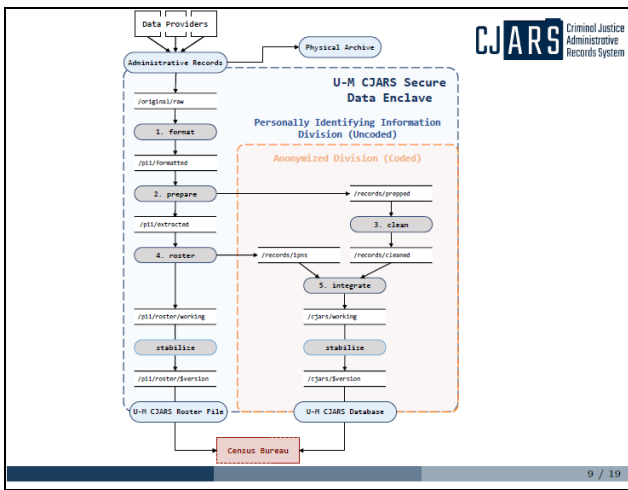 Data Providers
CJARS
Criminal Justice
Administrative
Records System
Physical Archive
Administrative Records
U-M CJARS Secure
Data Enclave
/original/raw
Personally Identifying Information
Division (Uncoded)
1. format
Anonymized Division (Coded)
/pii/formatted
2. prepare
/records/prepped
/pii/extracted
3. clean
4. roster
/records/ipns
/records/cleaned
5. integrate
/pii/roster/working
/cjars/working
stabilize
stabilize
/pii/roster/$version
/cjars/$version
U-M CJARS Roster File
U-M CJARS Database
Census Bureau
9 / 19